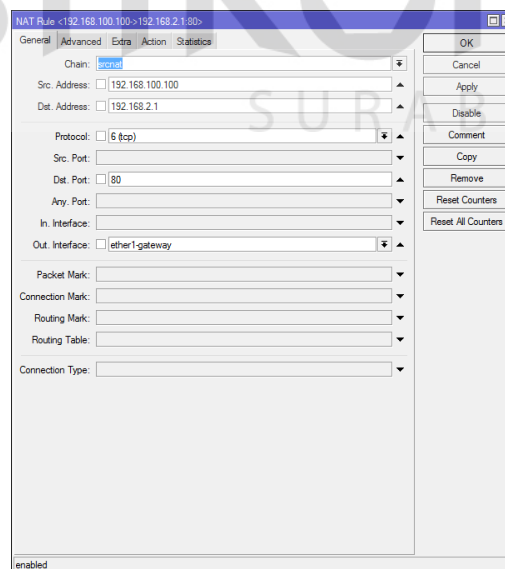 NAT Rule <192.168.100.100->192.168.2.1:80>
General Advanced Extra Action Statistics
Chain: srcnat
Src. Address: 192.168.100.100
Dst. Address: 192.168.2.1
Protocol: 6 (tcp)
Src. Port:
Dst. Port: 80
Any. Port:
In. Interface:
Out. Interface: ether1-gateway
Packet Mark:
Connection Mark:
Routing Mark:
Routing Table:
Connection Type:
OK
Cancel
Apply
Disable
Comment
Copy
Remove
Reset Counters
Reset All Counters
enabled
SURAB